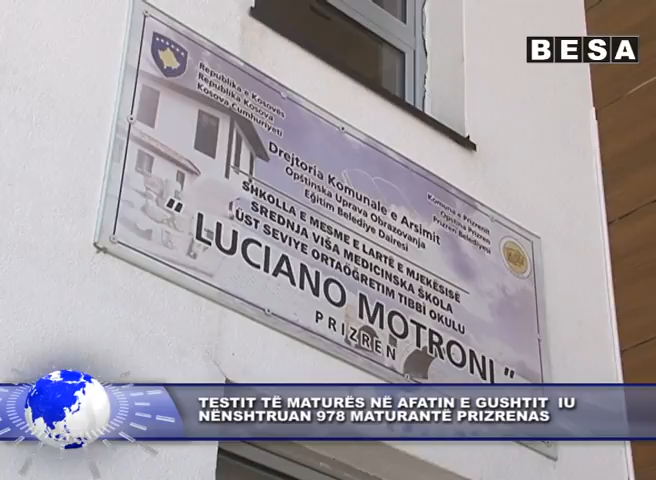 BESA
Republika e Kosovës
Republika Kosova
Kosova Cumhuriyeti
Drejtoria Komunale e Arsimit
Opštinska Uprava Obrazovanja
Eğitim Belediye Dairesi
Komuna e Prizrenit
Opština Prizren
Prizren Belediyesi
SHKOLLA E MESME E LARTË E MJEKËSISË
SREDNJA VIŠA MEDICINSKA ŠKOLA
ÜST SEVIYE ORTAÖĞRETIM TIBBİ OKULU
“ LUCIANO MOTRONI ”
PRIZREN
TESTIT TË MATURËS NË AFATIN E GUSHTIT IU
NËNSHTRUAN 978 MATURANTË PRIZRENAS